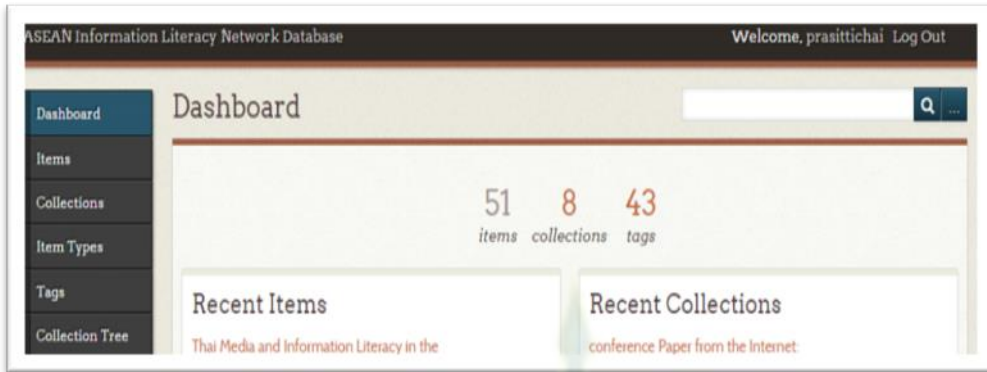 ASEAN Information Literacy Network Database
Welcome, prasittichai Log Out
Dashboard
Items
Collections
Item Types
Tags
Collection Tree
Dashboard
...
51 8 43
items collections tags
Recent Items
Thai Media and Information Literacy in the
Recent Collections
conference Paper from the Internet